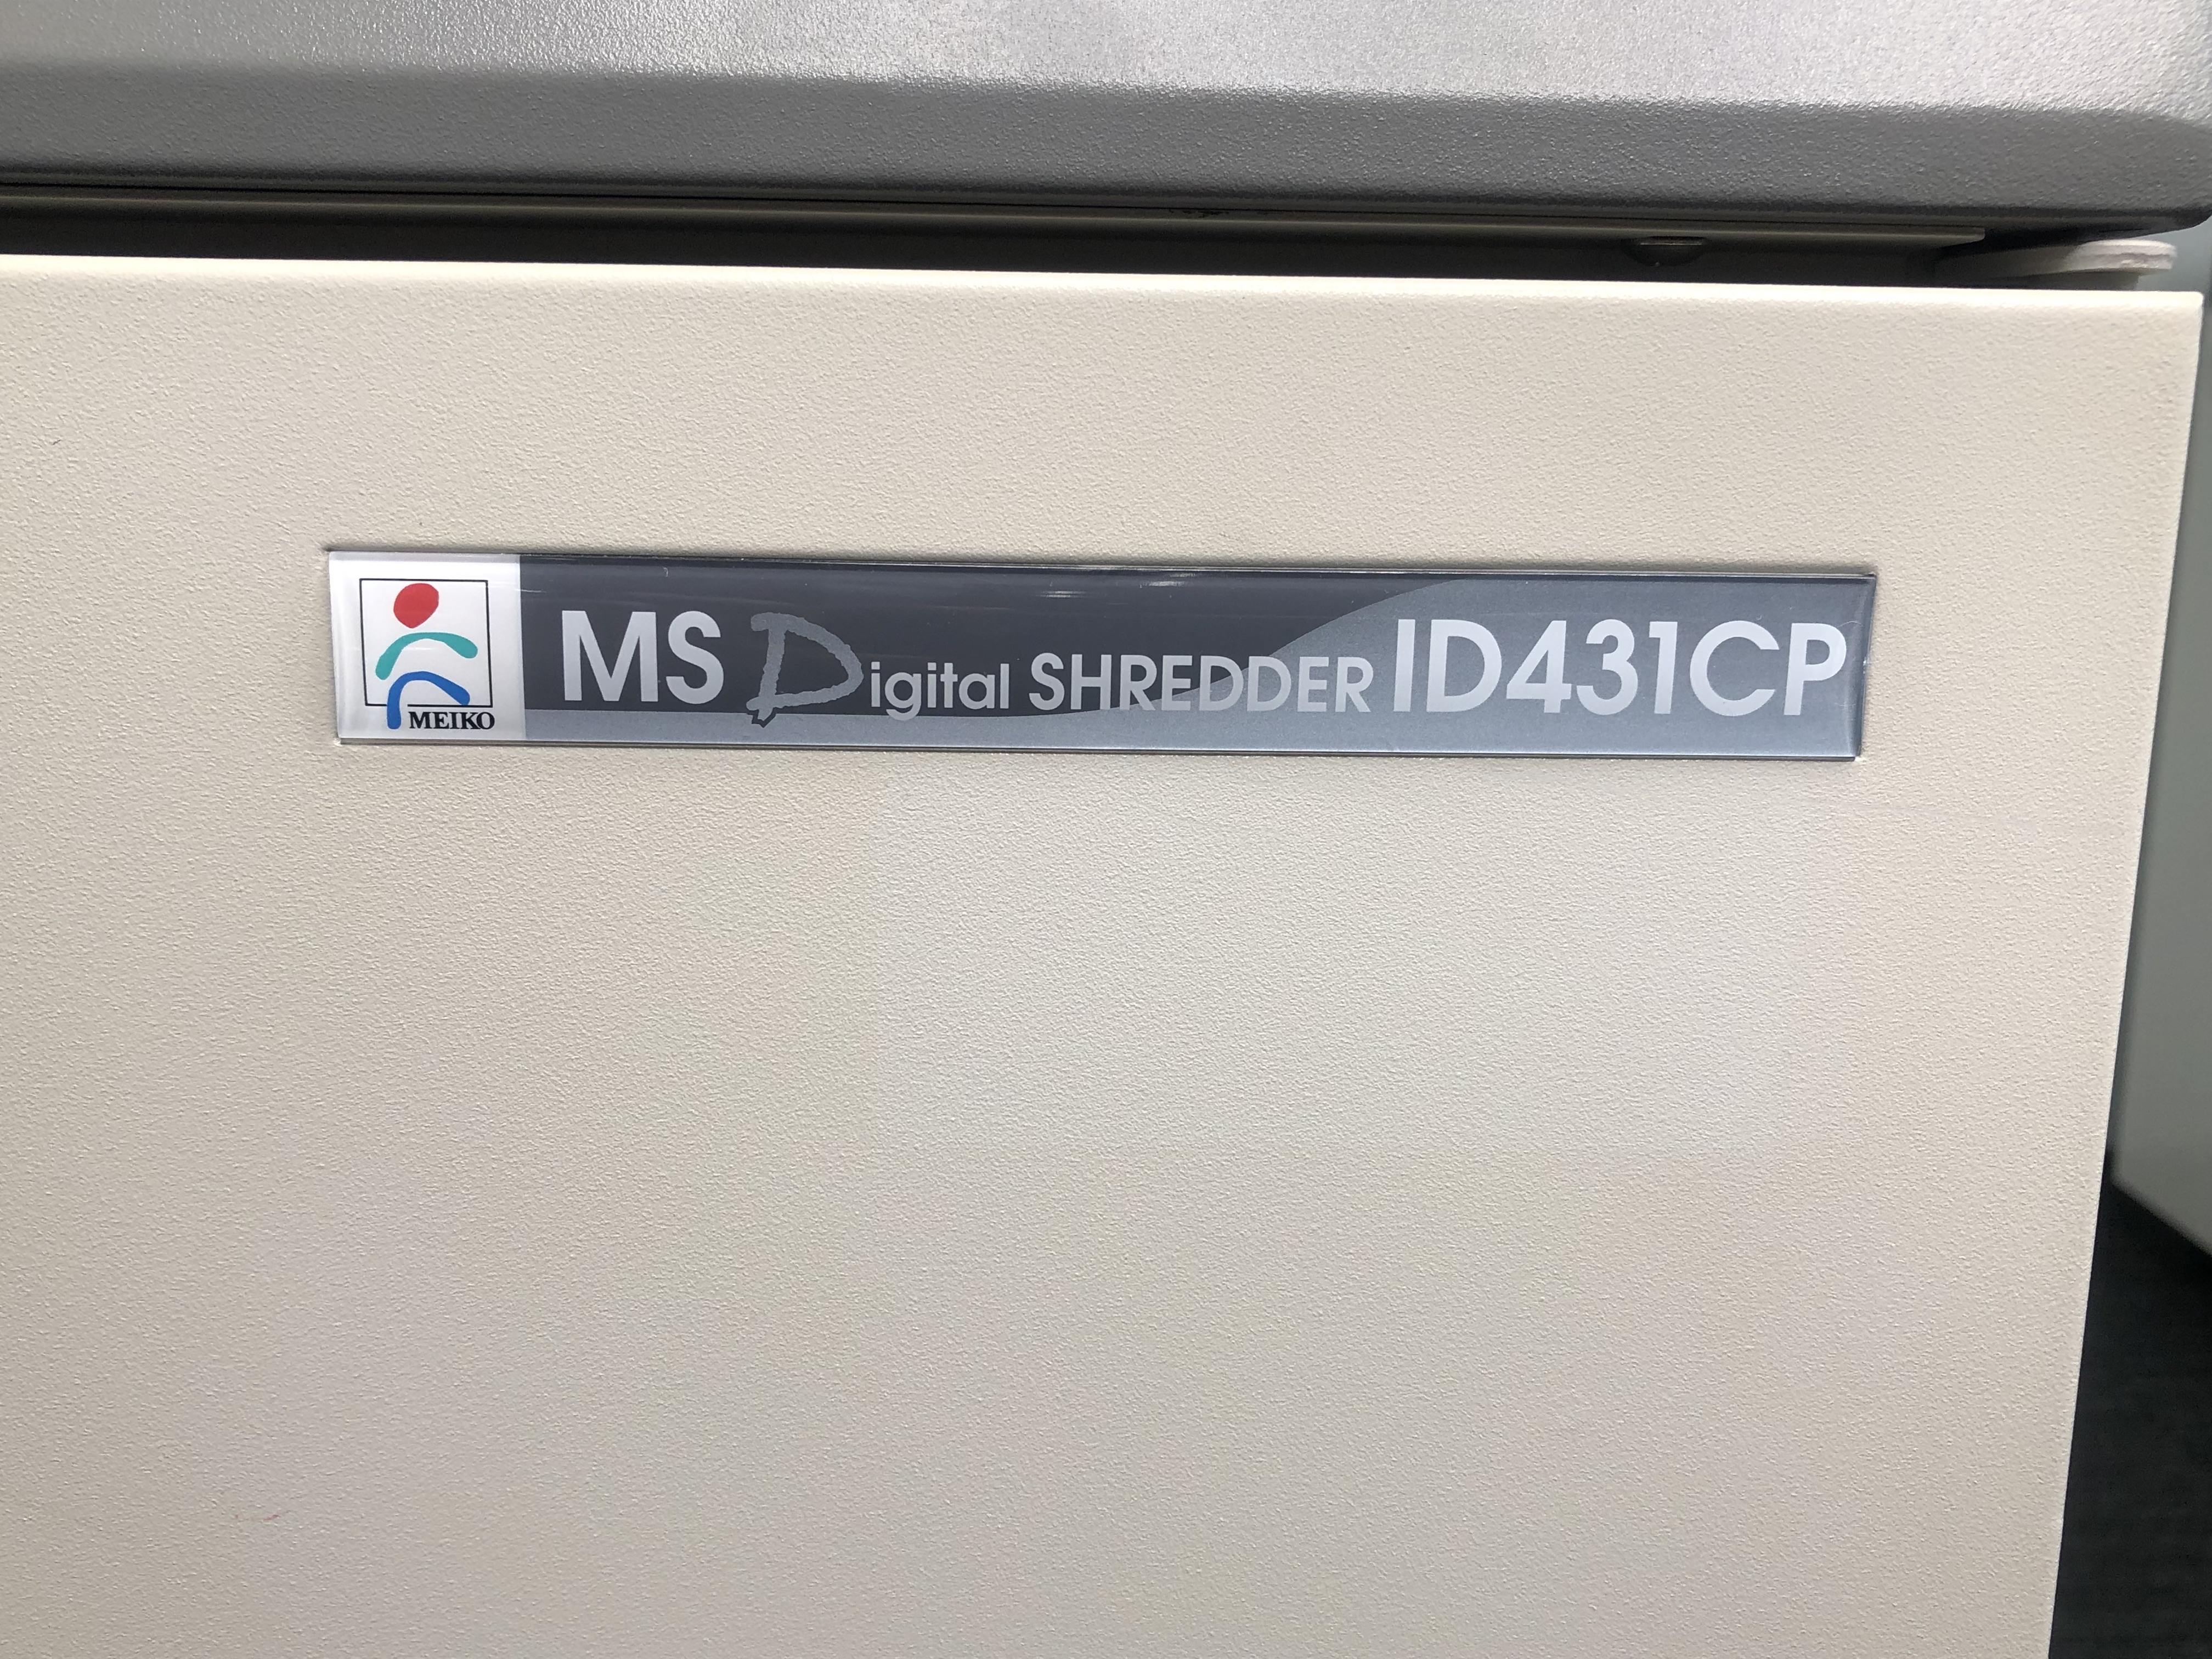 MEIKO
MS Digital SHREDDER ID431CP